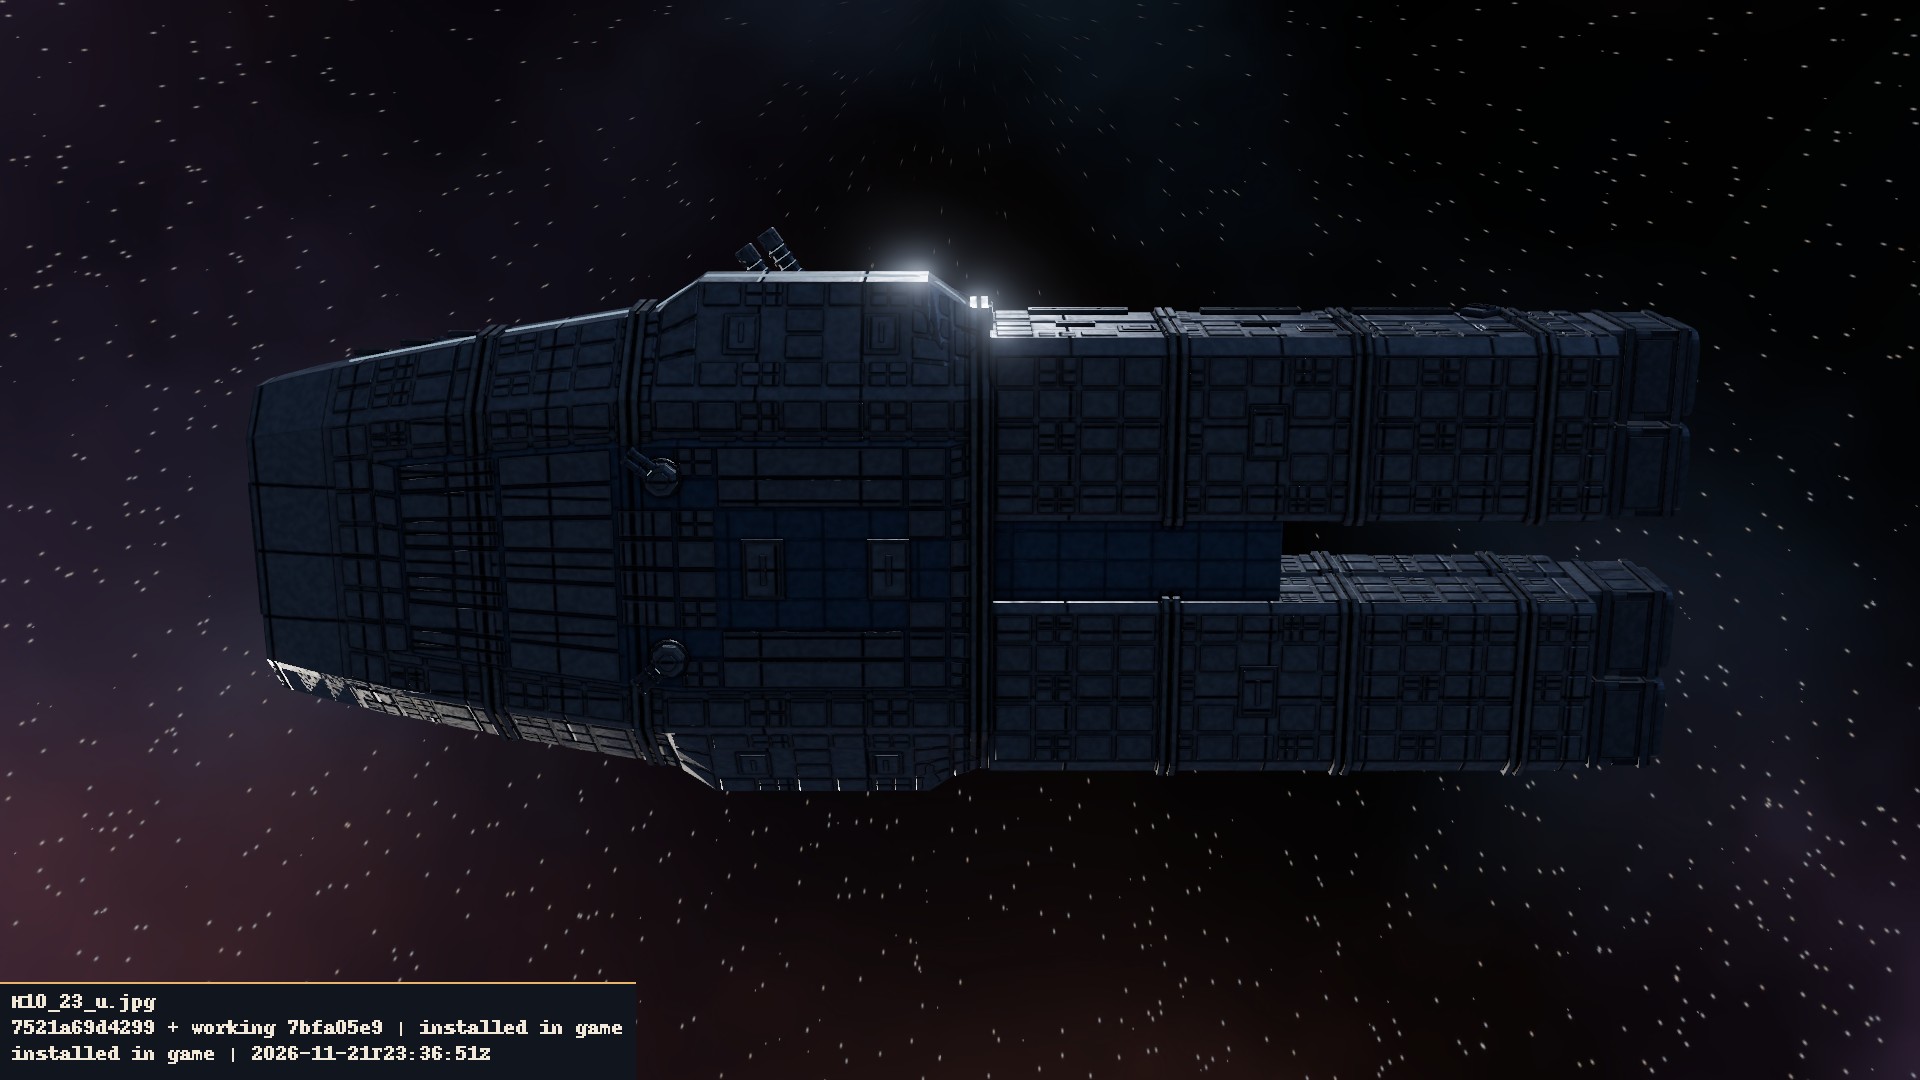 H10_23_u.jpg
7521a69d4299 + working 7bfa05e9 | installed in game
installed in game | 2026-11-21T23:36:51Z